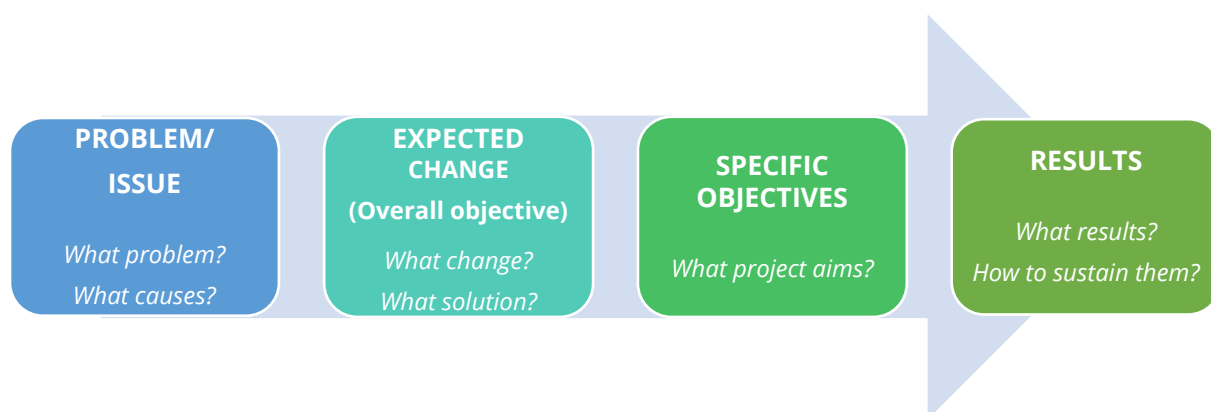 PROBLEM/
ISSUE
What problem?
What causes?
EXPECTED
CHANGE
(Overall objective)
What change?
What solution?
SPECIFIC
OBJECTIVES
What project aims?
RESULTS
What results?
How to sustain them?